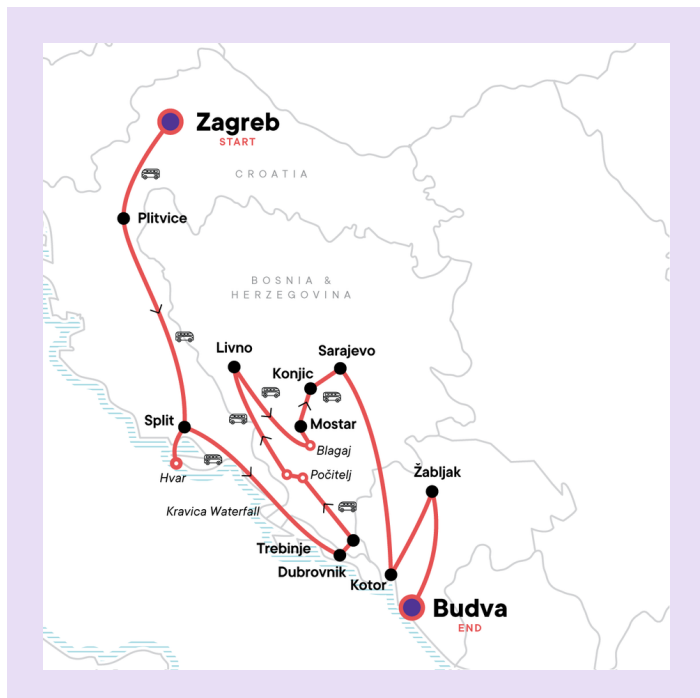 Zagreb
START
CROATIA
Plitvice
BOSNIA &
HERZEGOVINA
Livno
Sarajevo
Konjic
Split
Mostar
Blagaj
Hvar
Počitelj
Žabljak
Kravica Waterfall
Trebinje
Dubrovnik
Kotor
Budva
END